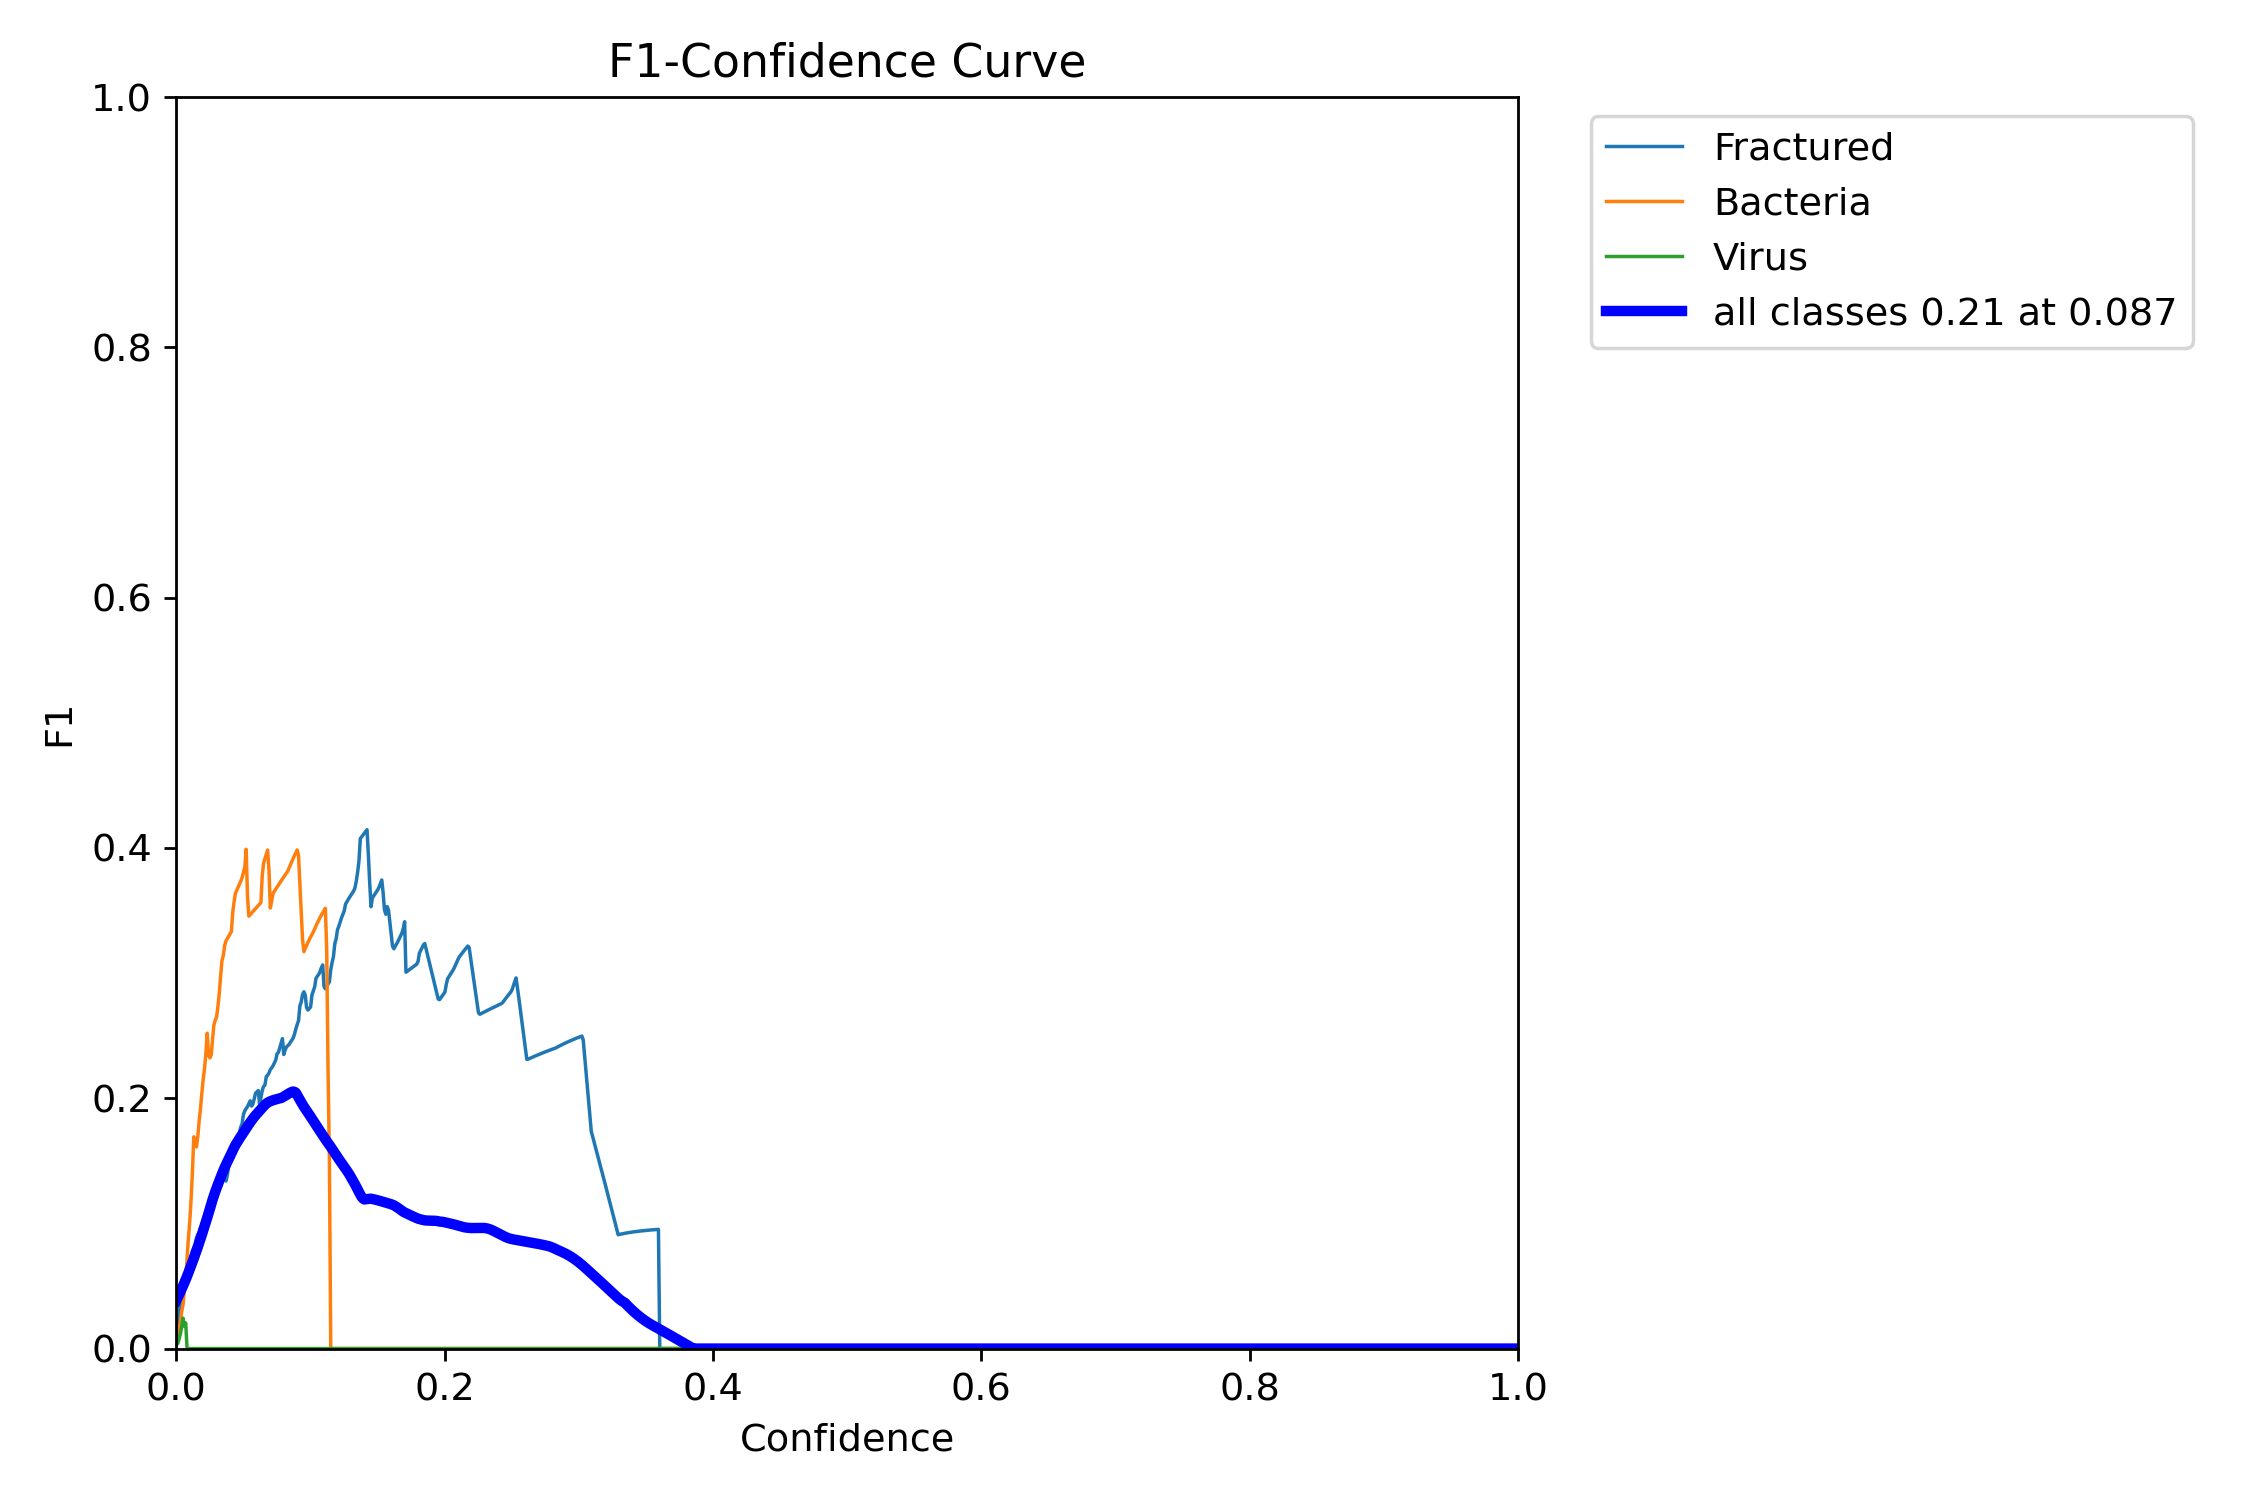 F1-Confidence Curve
1.0
0.8
0.6
0.4
0.2
0.0
F1
0.0 0.2 0.4 0.6 0.8 1.0
Confidence
Fractured
Bacteria
Virus
all classes 0.21 at 0.087